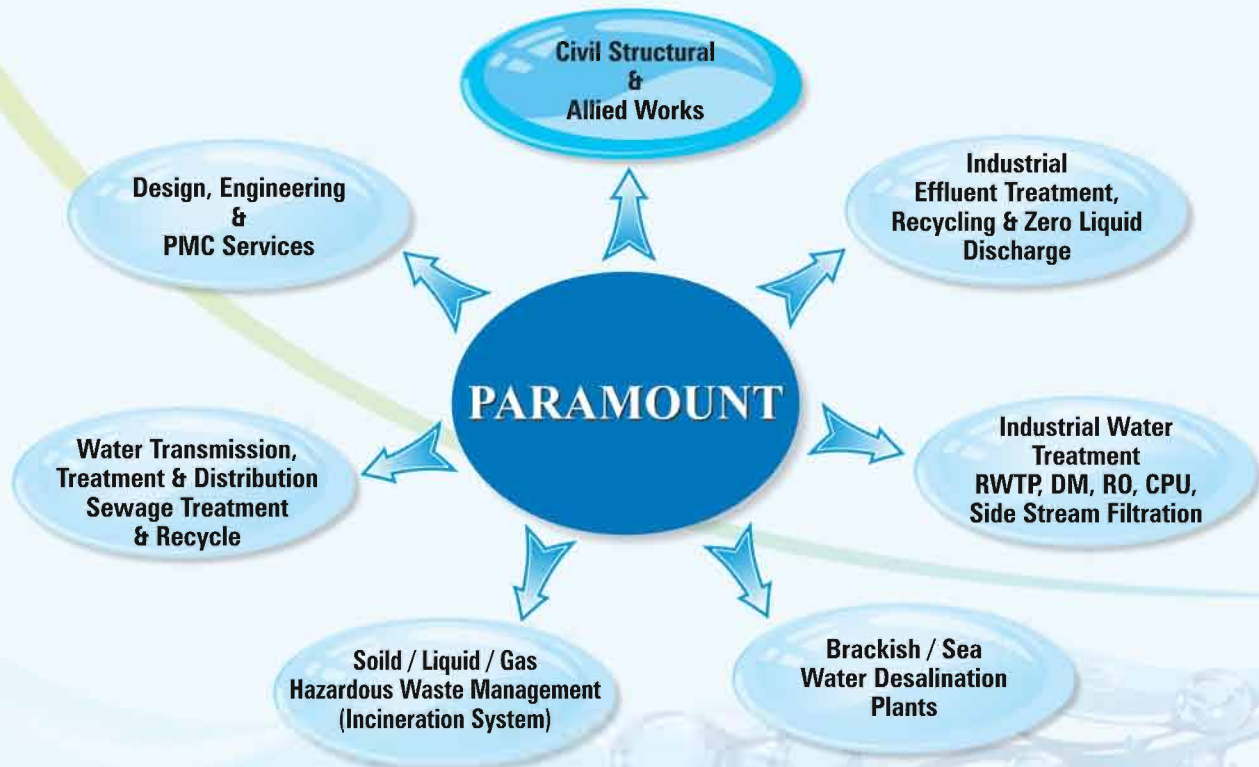 Civil Structural
&
Allied Works
Design, Engineering
&
PMC Services
Industrial
Effluent Treatment,
Recycling & Zero Liquid
Discharge
PARAMOUNT
Water Transmission,
Treatment & Distribution
Sewage Treatment
& Recycle
Industrial Water
Treatment
RWTP, DM, RO, CPU,
Side Stream Filtration
Soild / Liquid / Gas
Hazardous Waste Management
(Incineration System)
Brackish / Sea
Water Desalination
Plants